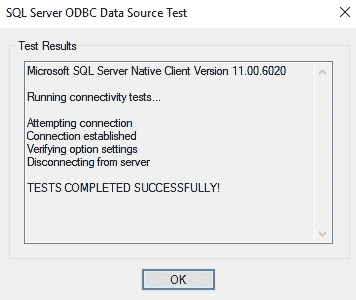 SQL Server ODBC Data Source Test
Test Results
Microsoft SQL Server Native Client Version 11.00.6020
Running connectivity tests...
Attempting connection
Connection established
Verifying option settings
Disconnecting from server
TESTS COMPLETED SUCCESSFULLY!
OK